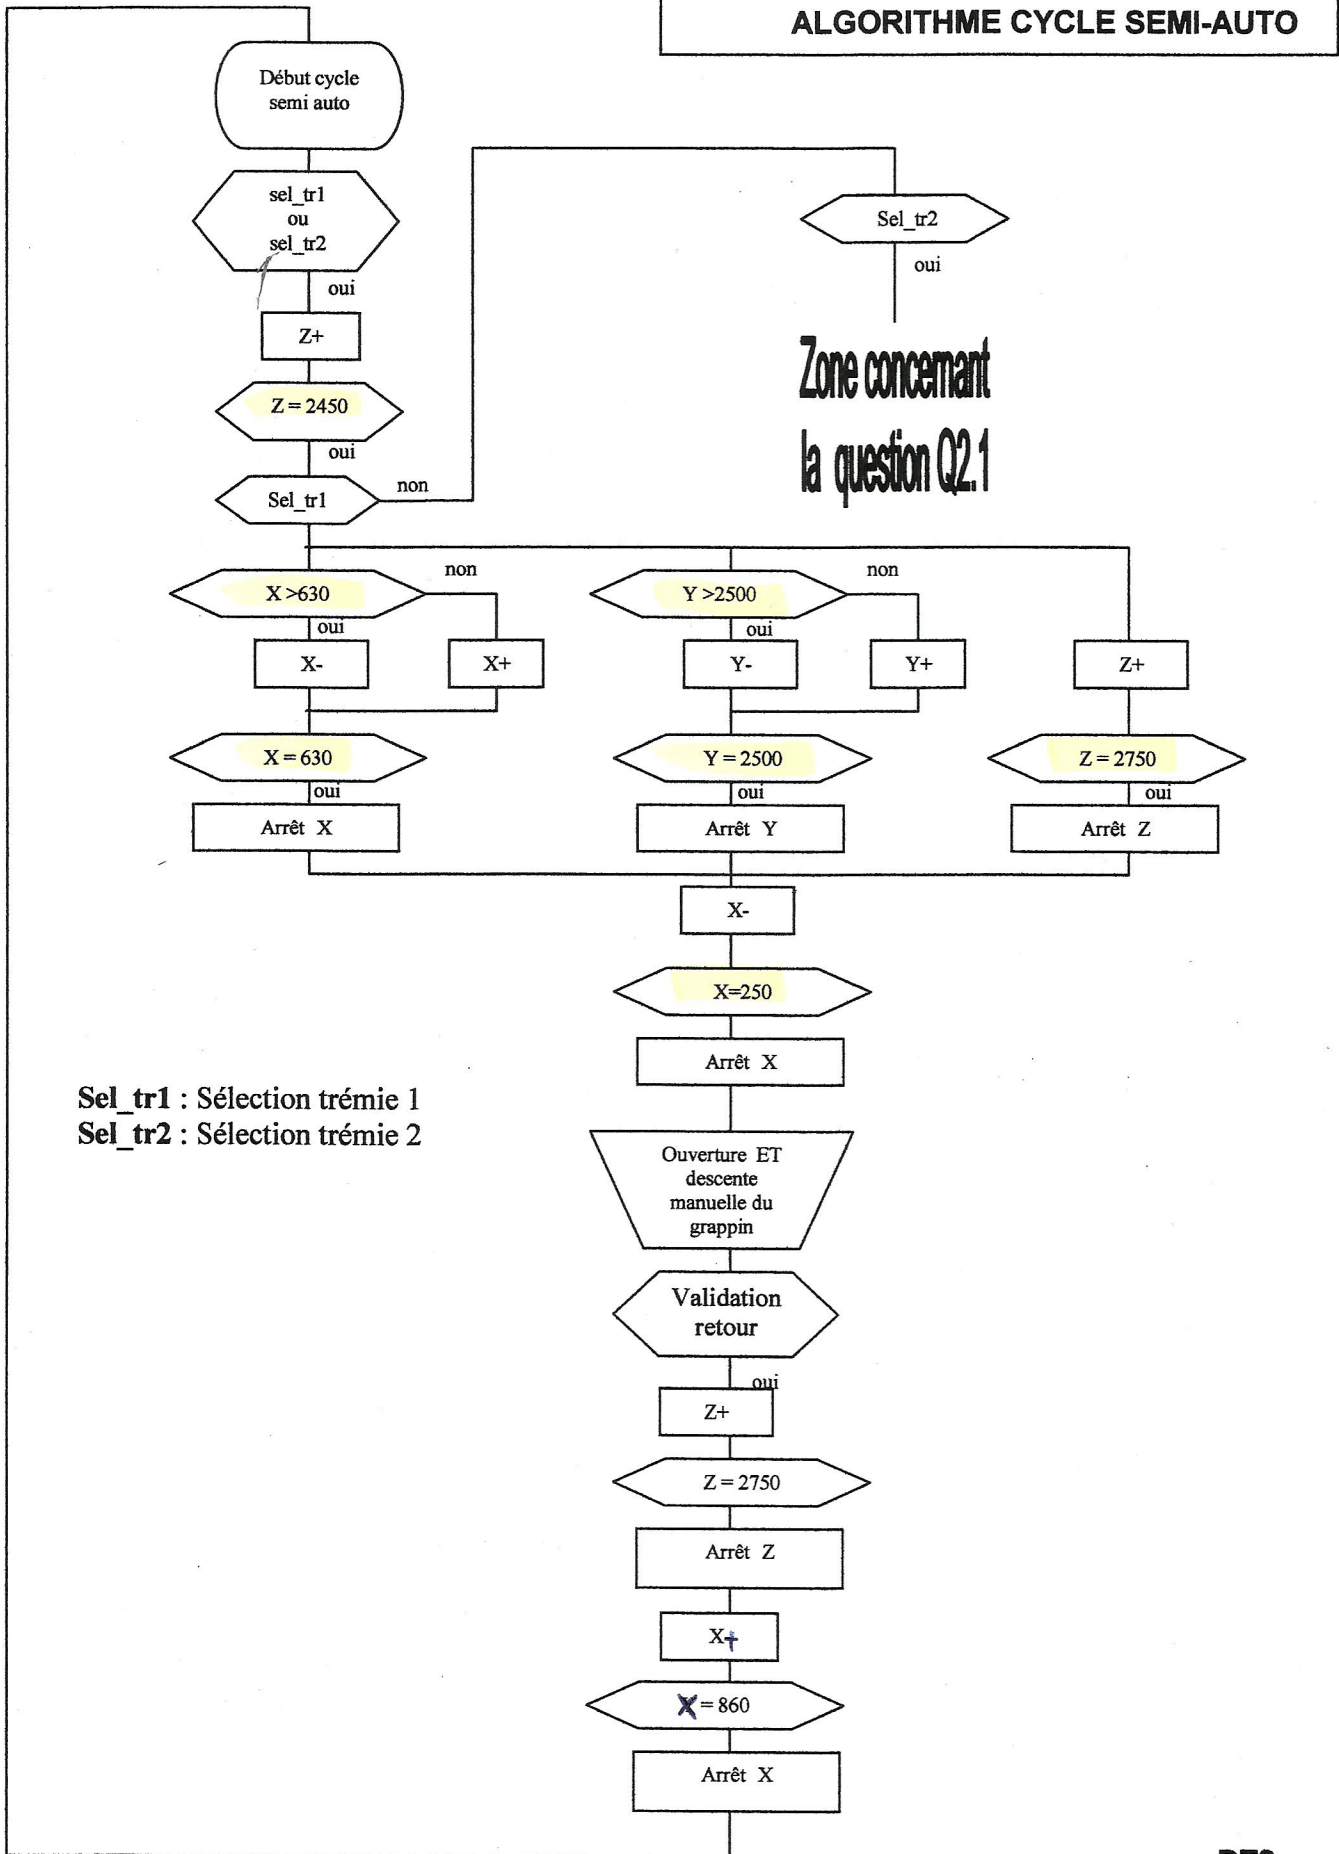 ALGORITHME CYCLE SEMI-AUTO
Début cycle
semi auto
sel_tr1
ou
sel_tr2
oui
Z+
Z = 2450
oui
Sel_tr1
non
Sel_tr2
oui
Zone concernant
la question Q2.1
X >630
non
oui
X-
X+
X = 630
oui
Arrêt X
Y >2500
non
oui
Y-
Y+
Y = 2500
oui
Arrêt Y
Z+
Z = 2750
oui
Arrêt Z
X-
X=250
Arrêt X
Sel_tr1 : Sélection trémie 1
Sel_tr2 : Sélection trémie 2
Ouverture ET
descente
manuelle du
grappin
Validation
retour
oui
Z+
Z = 2750
Arrêt Z
X+
X = 860
Arrêt X